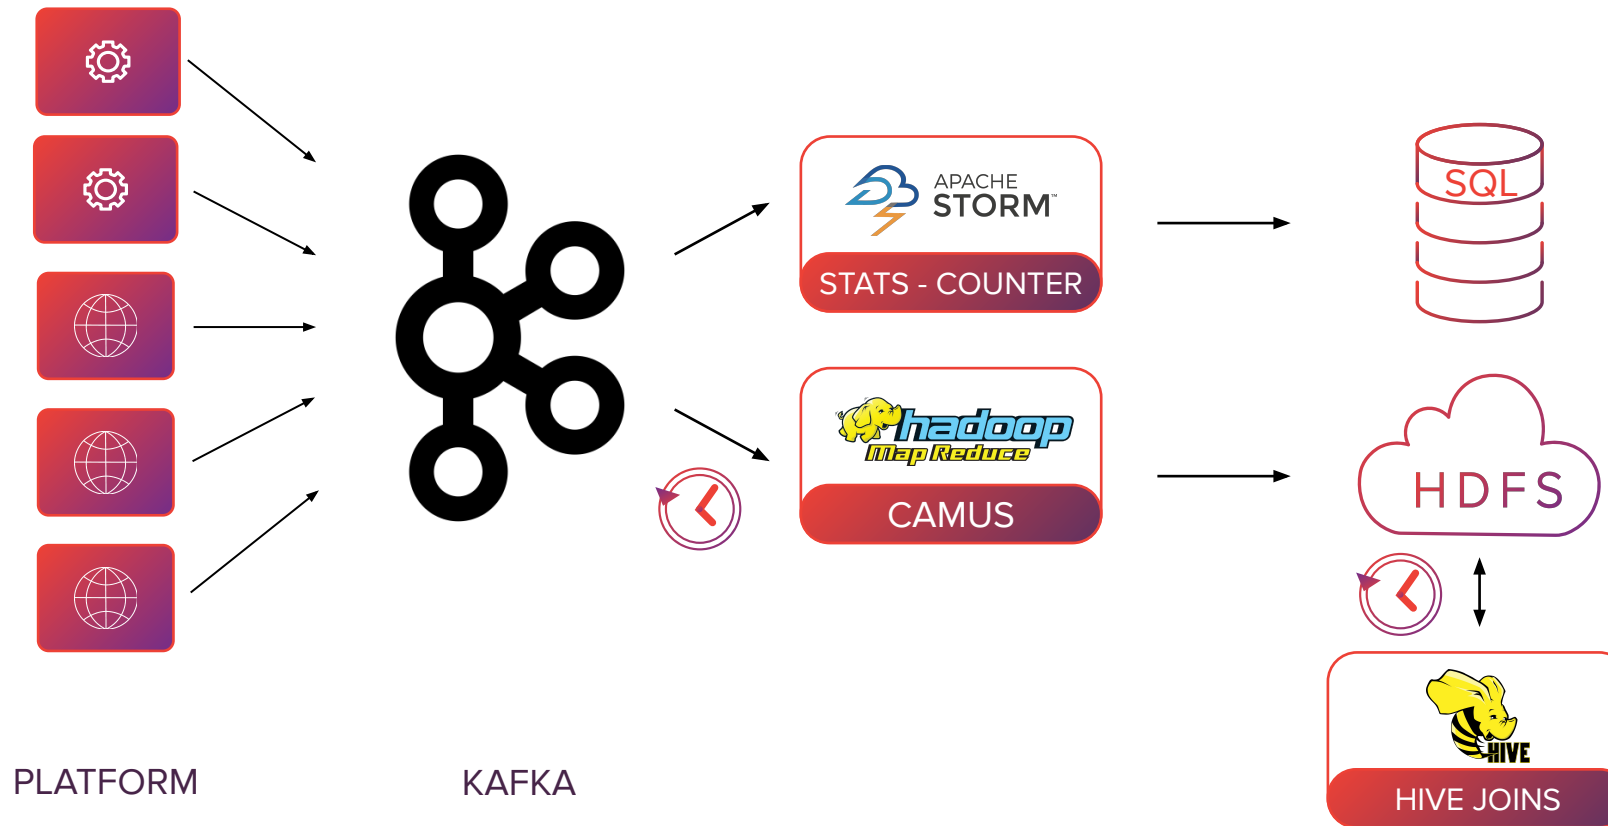 APACHE
STORM™
STATS - COUNTER
SQL
hadoop
Map Reduce
CAMUS
HDFS
HIVE
HIVE JOINS
PLATFORM
KAFKA